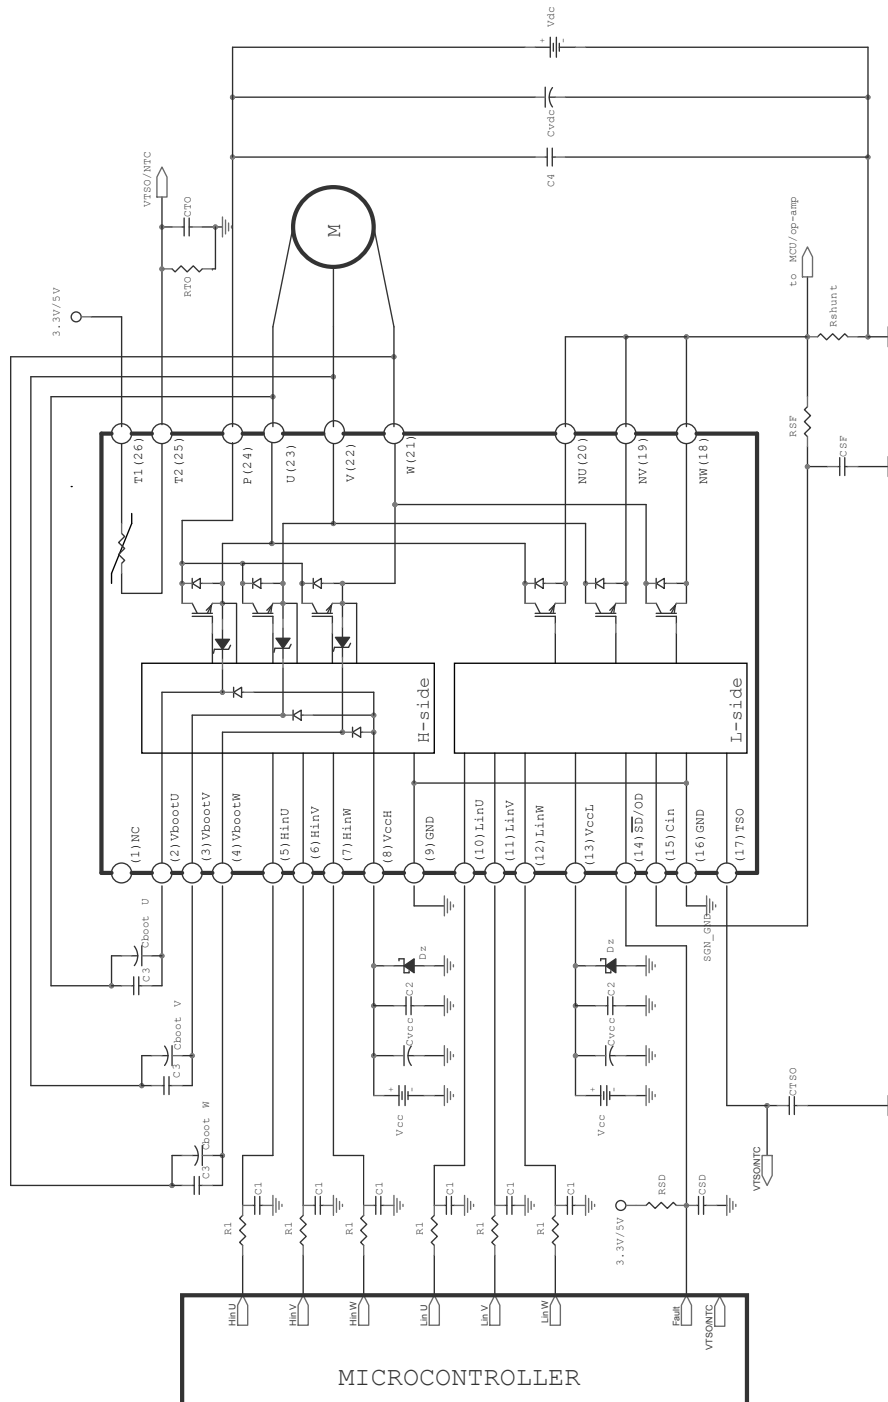 Vdc
+ -
Cvdc
C4
VTSO/NTC
CTO
RTO
3.3V/5V
M
to MCU/op-amp
Rshunt
RSF
CSF
T1(26)
T2(25)
P(24)
U(23)
V(22)
W(21)
NU(20)
NV(19)
NW(18)
H-side
L-side
(1)NC
(2)VbootU
(3)VbootV
(4)VbootW
(5)HinU
(6)HinV
(7)HinW
(8)VccH
(9)GND
(10)LinU
(11)LinV
(12)LinW
(13)VccL
(14)SD/OD
(15)Cin
(16)GND
(17)TSO
Cboot U
C3
Cboot V
C3
Cboot W
C3
Dz
C2
Cvcc
+ -
Vcc
Dz
C2
Cvcc
+ -
Vcc
SGN_GND
CTSO
VTSO/NTC
R1
C1
R1
C1
R1
C1
R1
C1
R1
C1
R1
C1
3.3V/5V
RSD
CSD
Hin U
Hin V
Hin W
Lin U
Lin V
Lin W
Fault
VTSO/NTC
MICROCONTROLLER